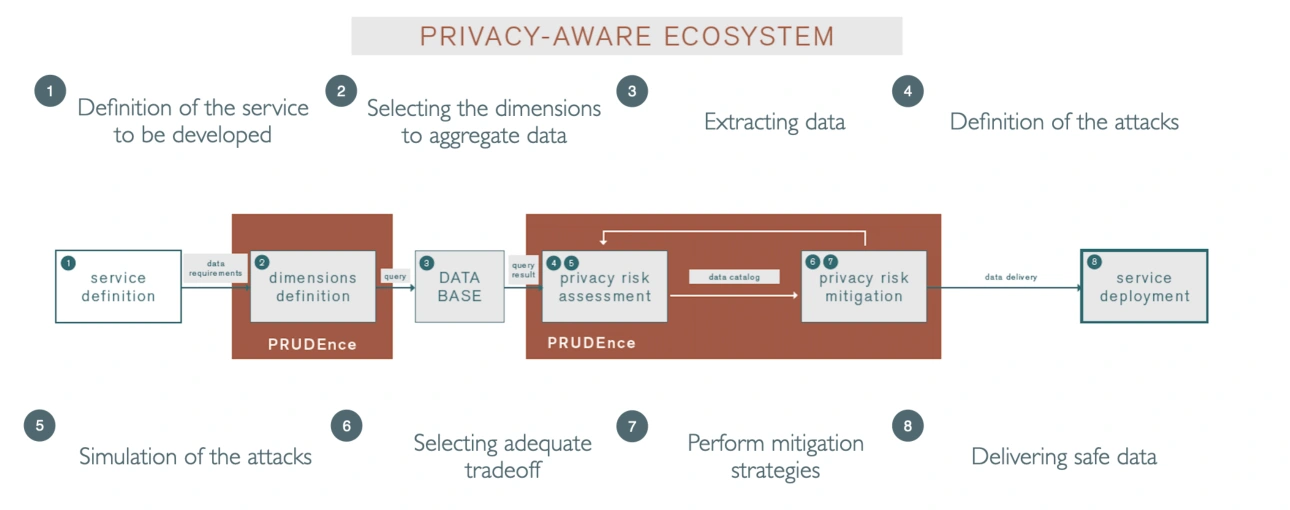 PRIVACY-AWARE ECOSYSTEM
1
Definition of the service
to be developed
2
Selecting the dimensions
to aggregate data
3
Extracting data
4
Definition of the attacks
1
service
definition
data
requirements
2
dimensions
definition
PRUDEnce
query
3
DATA
BASE
query
result
4 5
privacy risk
assessment
data catalog
6 7
privacy risk
mitigation
PRUDEnce
data delivery
8
service
deployment
5
Simulation of the attacks
6
Selecting adequate
tradeoff
7
Perform mitigation
strategies
8
Delivering safe data